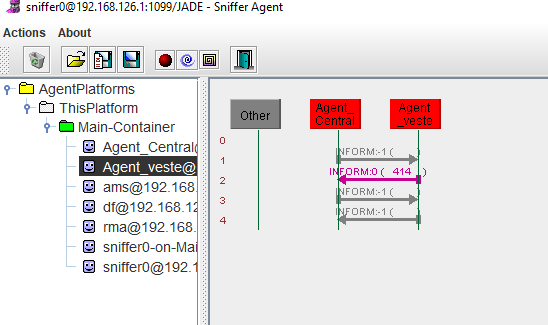 sniffer0@192.168.126.1:1099/JADE - Sniffer Agent
Actions About
AgentPlatforms
ThisPlatform
Main-Container
Agent_Central@
Agent_veste@
ams@192.168.
df@192.168.12
rma@192.168.
sniffer0-on-Mai
sniffer0@192.1
Other
Agent_
Central
Agent
_veste
0
1
INFORM:-1 (
2
INFORM:0 ( 414 )
3
INFORM:-1 (
4
INFORM:-1 (